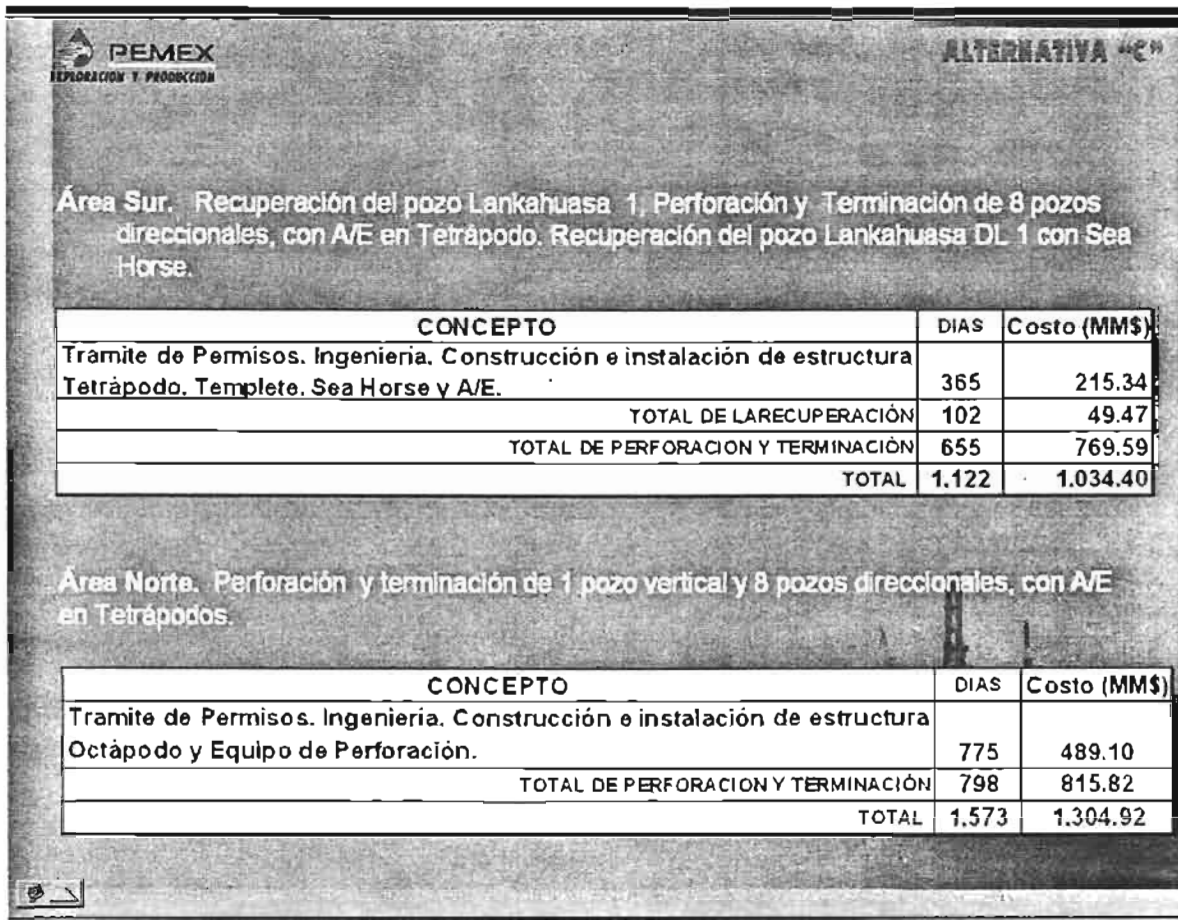 PEMEX
EXPLORACION Y PRODUCCIÓN
ALTERNATIVA “C”
Área Sur. Recuperación del pozo Lankahuasa 1, Perforación y Terminación de 8 pozos
direccionales, con A/E en Tetrápodo. Recuperación del pozo Lankahuasa DL 1 con Sea
Horse.
CONCEPTO DIAS Costo (MM$)
Tramite de Permisos. Ingenieria. Construcción e instalación de estructura
Tetrápodo. Templete. Sea Horse y A/E. 365 215.34
TOTAL DE LARECUPERACIÓN 102 49.47
TOTAL DE PERFORACION Y TERMINACIÓN 655 769.59
TOTAL 1.122 1.034.40
Área Norte. Perforación y terminación de 1 pozo vertical y 8 pozos direccionales, con A/E
en Tetrápodos.
CONCEPTO DIAS Costo (MM$)
Tramite de Permisos. Ingenieria. Construcción e instalación de estructura
Octápodo y Equipo de Perforación. 775 489.10
TOTAL DE PERFORACION Y TERMINACIÓN 798 815.82
TOTAL 1.573 1.304.92